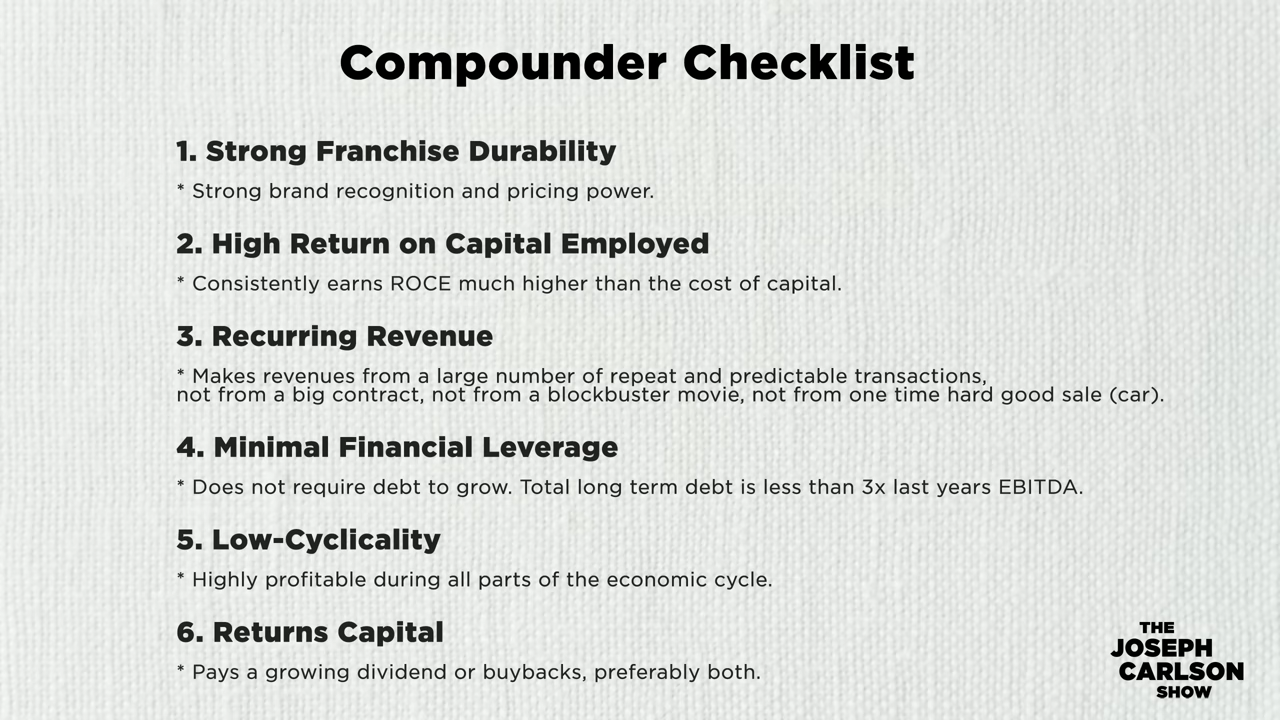 Compounder Checklist
1. Strong Franchise Durability
* Strong brand recognition and pricing power.
2. High Return on Capital Employed
* Consistently earns ROCE much higher than the cost of capital.
3. Recurring Revenue
* Makes revenues from a large number of repeat and predictable transactions,
not from a big contract, not from a blockbuster movie, not from one time hard good sale (car).
4. Minimal Financial Leverage
* Does not require debt to grow. Total long term debt is less than 3x last years EBITDA.
5. Low-Cyclicality
* Highly profitable during all parts of the economic cycle.
6. Returns Capital
* Pays a growing dividend or buybacks, preferably both.
THE
JOSEPH
CARLSON
SHOW